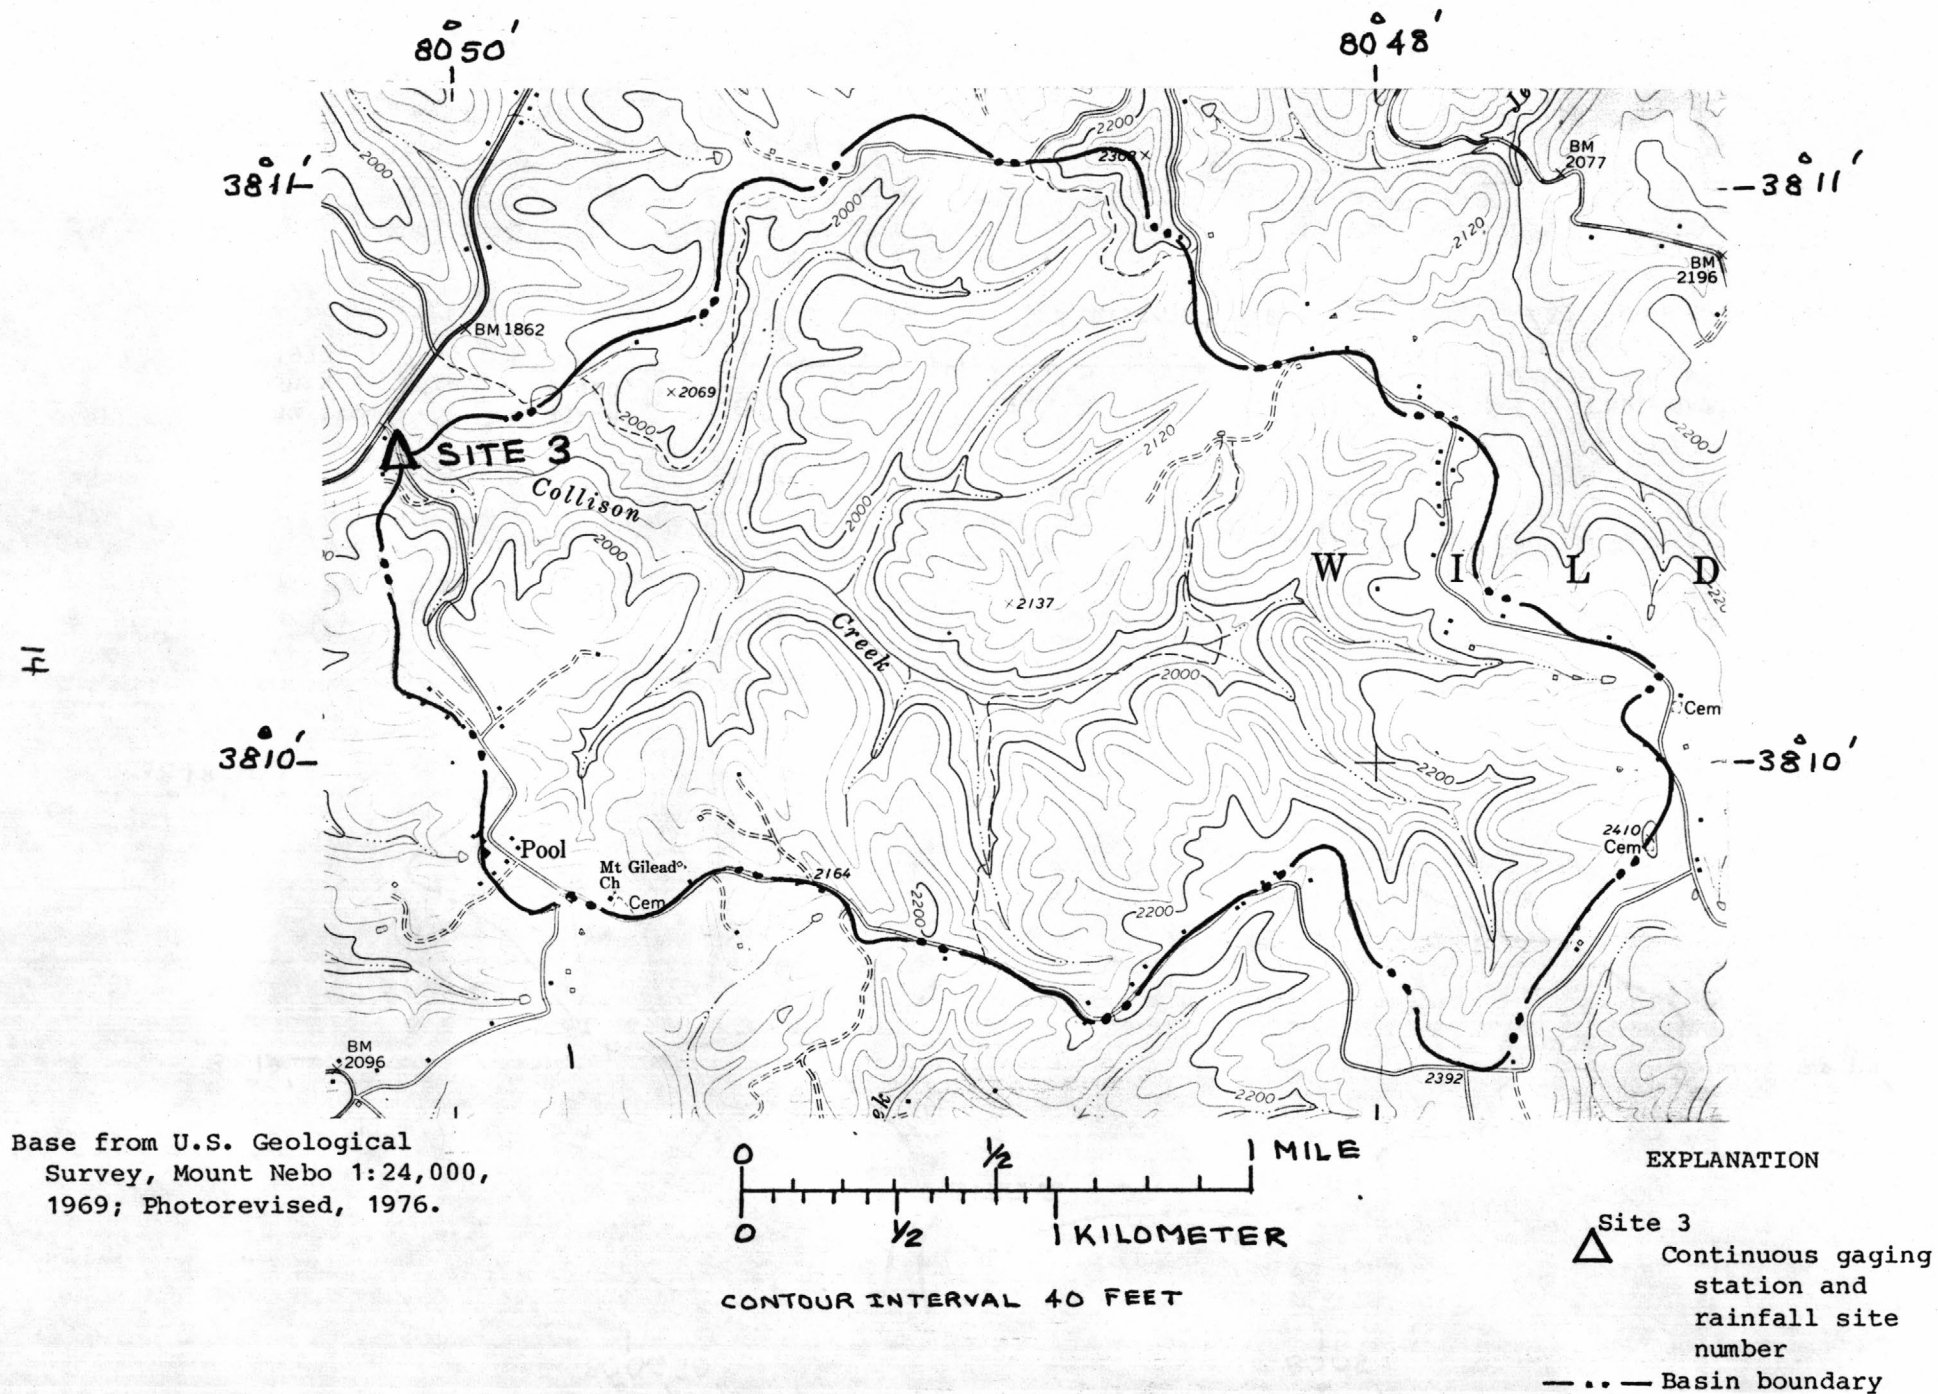 80°50'
80°48'
38°11'
38°11'
2200
2000
2363
BM
2077
2000
2120
BM
2196
BM 1862
2069
2000
2200
2120
SITE 3
Collison
2000
2000
W I L D
2137
Creek
2000
Cem
38°10'
38°10'
2200
2410
Cem
Pool
Mt Gilead
Ch
Cem
2164
2200
2200
BM
2096
2392
2200
ek
14
Base from U.S. Geological
Survey, Mount Nebo 1:24,000,
1969; Photorevised, 1976.
0 1/2 1 MILE
0 1/2 1 KILOMETER
CONTOUR INTERVAL 40 FEET
EXPLANATION
Site 3
Continuous gaging
station and
rainfall site
number
Basin boundary